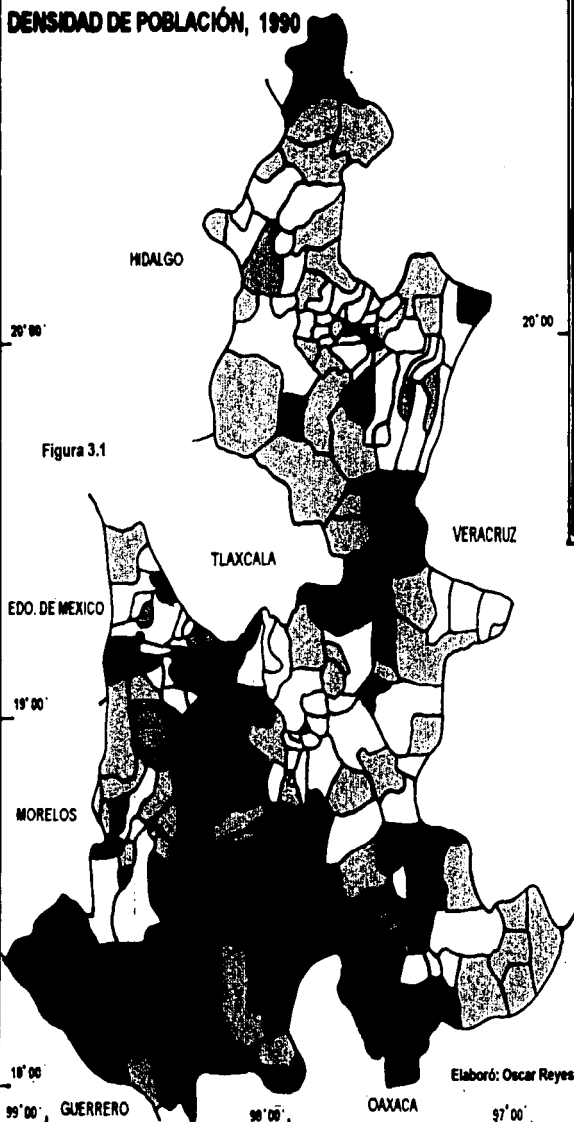 DENSIDAD DE POBLACIÓN, 1990
HIDALGO
20°00'
20°00
Figura 3.1
VERACRUZ
TLAXCALA
EDO. DE MEXICO
19°00'
MORELOS
18°00'
Elaboró: Oscar Reyes
99°00'
GUERRERO
98°00'
OAXACA
97°00'